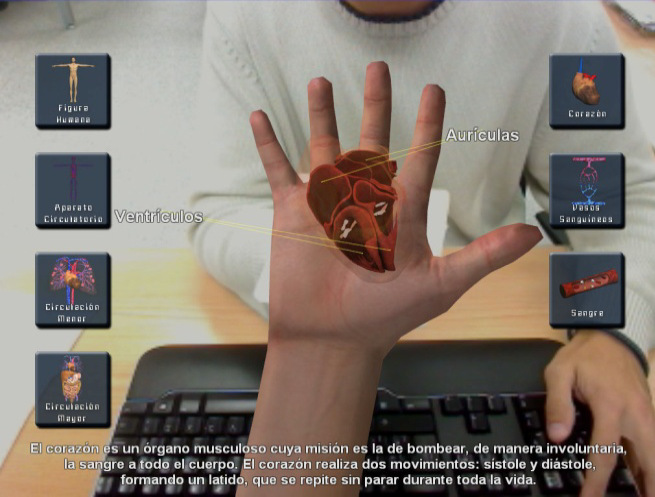 Figura
Humana
Aparato
Circulatorio
Circulación
Menor
Circulación
Mayor
Aurículas
Ventrículos
Corazón
Vasos
Sanguíneos
Sangre
El corazón es un órgano musculoso cuya misión es la de bombear, de manera involuntaria,
la sangre a todo el cuerpo. El corazón realiza dos movimientos: sístole y diástole,
formando un latido, que se repite sin parar durante toda la vida.